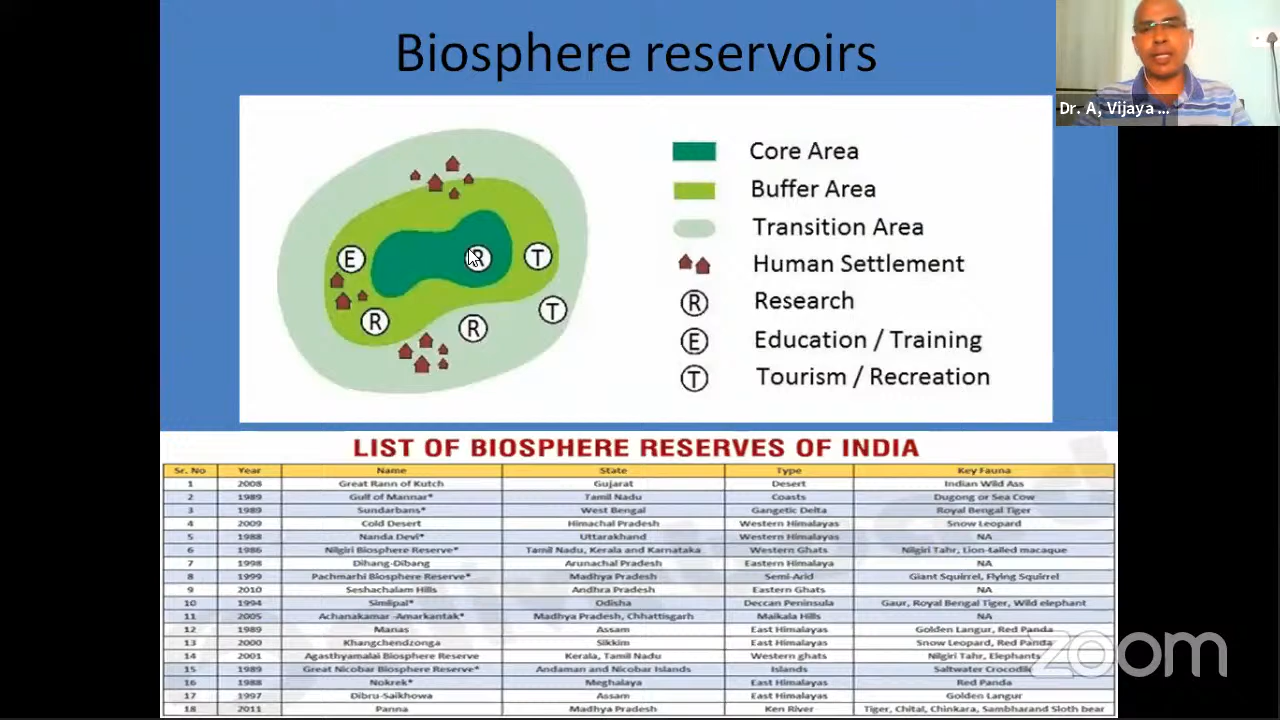 Biosphere reservoirs
Dr. A, Vijaya ...
Core Area
Buffer Area
Transition Area
Human Settlement
R Research
E Education / Training
T Tourism / Recreation
E R T
R R T
LIST OF BIOSPHERE RESERVES OF INDIA
Sr. No Year Name State Type Key Fauna
1 2008 Great Rann of Kutch Gujarat Desert Indian Wild Ass
2 1989 Gulf of Mannar* Tamil Nadu Coasts Dugong or Sea Cow
3 1989 Sundarbans* West Bengal Gangetic Delta Royal Bengal Tiger
4 2009 Cold Desert Himachal Pradesh Western Himalayas Snow Leopard
5 1988 Nanda Devi* Uttarakhand Western Himalayas NA
6 1986 Nilgiri Biosphere Reserve* Tamil Nadu, Kerala and Karnataka Western Ghats Nilgiri Tahr, Lion-tailed macaque
7 1998 Dihang-Dibang Arunachal Pradesh Eastern Himalaya NA
8 1999 Pachmarhi Biosphere Reserve* Madhya Pradesh Semi-Arid Giant Squirrel, Flying Squirrel
9 2010 Seshachalam Hills Andhra Pradesh Eastern Ghats NA
10 1994 Simlipal* Odisha Deccan Peninsula Gaur, Royal Bengal Tiger, Wild elephant
11 2005 Achanakamar -Amarkantak* Madhya Pradesh, Chhattisgarh Maikala Hills NA
12 1989 Manas Assam East Himalayas Golden Langur, Red Panda
13 2000 Khangchendzonga Sikkim East Himalayas Snow Leopard, Red Panda
14 2001 Agasthyamalai Biosphere Reserve Kerala, Tamil Nadu Western ghats Nilgiri Tahr, Elephants
15 1989 Great Nicobar Biosphere Reserve* Andaman and Nicobar Islands Islands Saltwater
16 1988 Nokrek* Meghalaya East Himalayas Red Panda
17 1997 Dibru-Saikhowa Assam East Himalayas Golden Langur
18 2011 Panna Madhya Pradesh Ken River Tiger, Chital, Chinkara, Sambharand Sloth bear
zoom